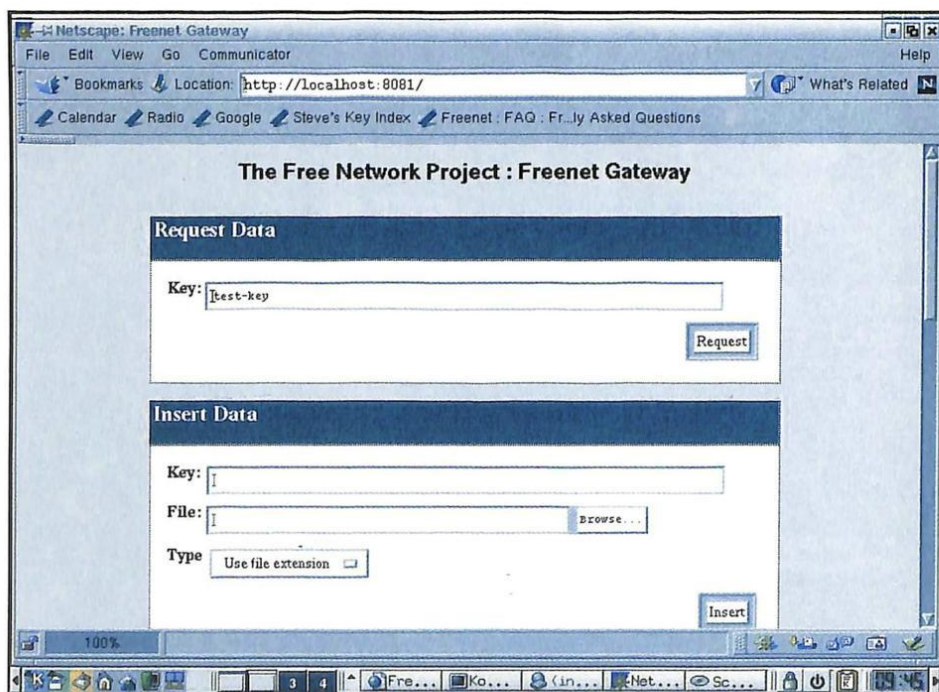 Netscape: Freenet Gateway
File Edit View Go Communicator Help
Bookmarks Location: http://localhost:8081/ What's Related N
Calendar Radio Google Steve's Key Index Freenet : FAQ : Fr...ly Asked Questions
The Free Network Project : Freenet Gateway
Request Data
Key: test-key
Request
Insert Data
Key:
File: Browse...
Type Use file extension
Insert
100%
K 3 4 Fre... Ko... (in... Net... Sc... 09:45